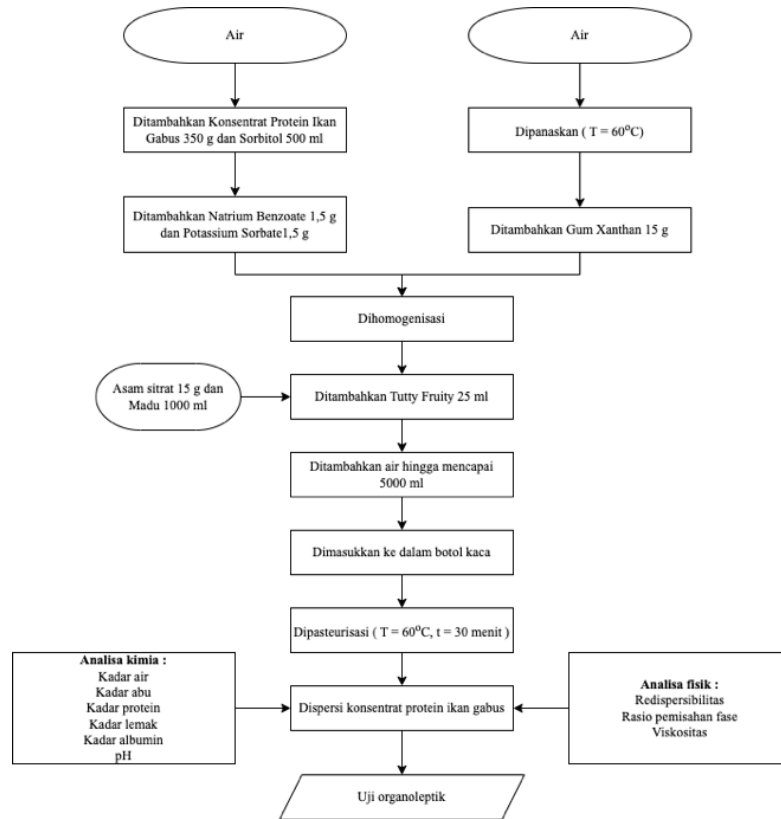 Air
Air
Ditambahkan Konsentrat Protein Ikan
Gabus 350 g dan Sorbitol 500 ml
Dipanaskan ( T = 60⁰C)
Ditambahkan Natrium Benzoate 1,5 g
dan Potassium Sorbate1,5 g
Ditambahkan Gum Xanthan 15 g
Dihomogenisasi
Asam sitrat 15 g dan
Madu 1000 ml
Ditambahkan Tutty Fruity 25 ml
Ditambahkan air hingga mencapai
5000 ml
Dimasukkan ke dalam botol kaca
Dipasteurisasi ( T = 60⁰C, t = 30 menit )
Analisa kimia :
Kadar air
Kadar abu
Kadar protein
Kadar lemak
Kadar albumin
pH
Dispersi konsentrat protein ikan gabus
Analisa fisik :
Redispersibilitas
Rasio pemisahan fase
Viskositas
Uji organoleptik